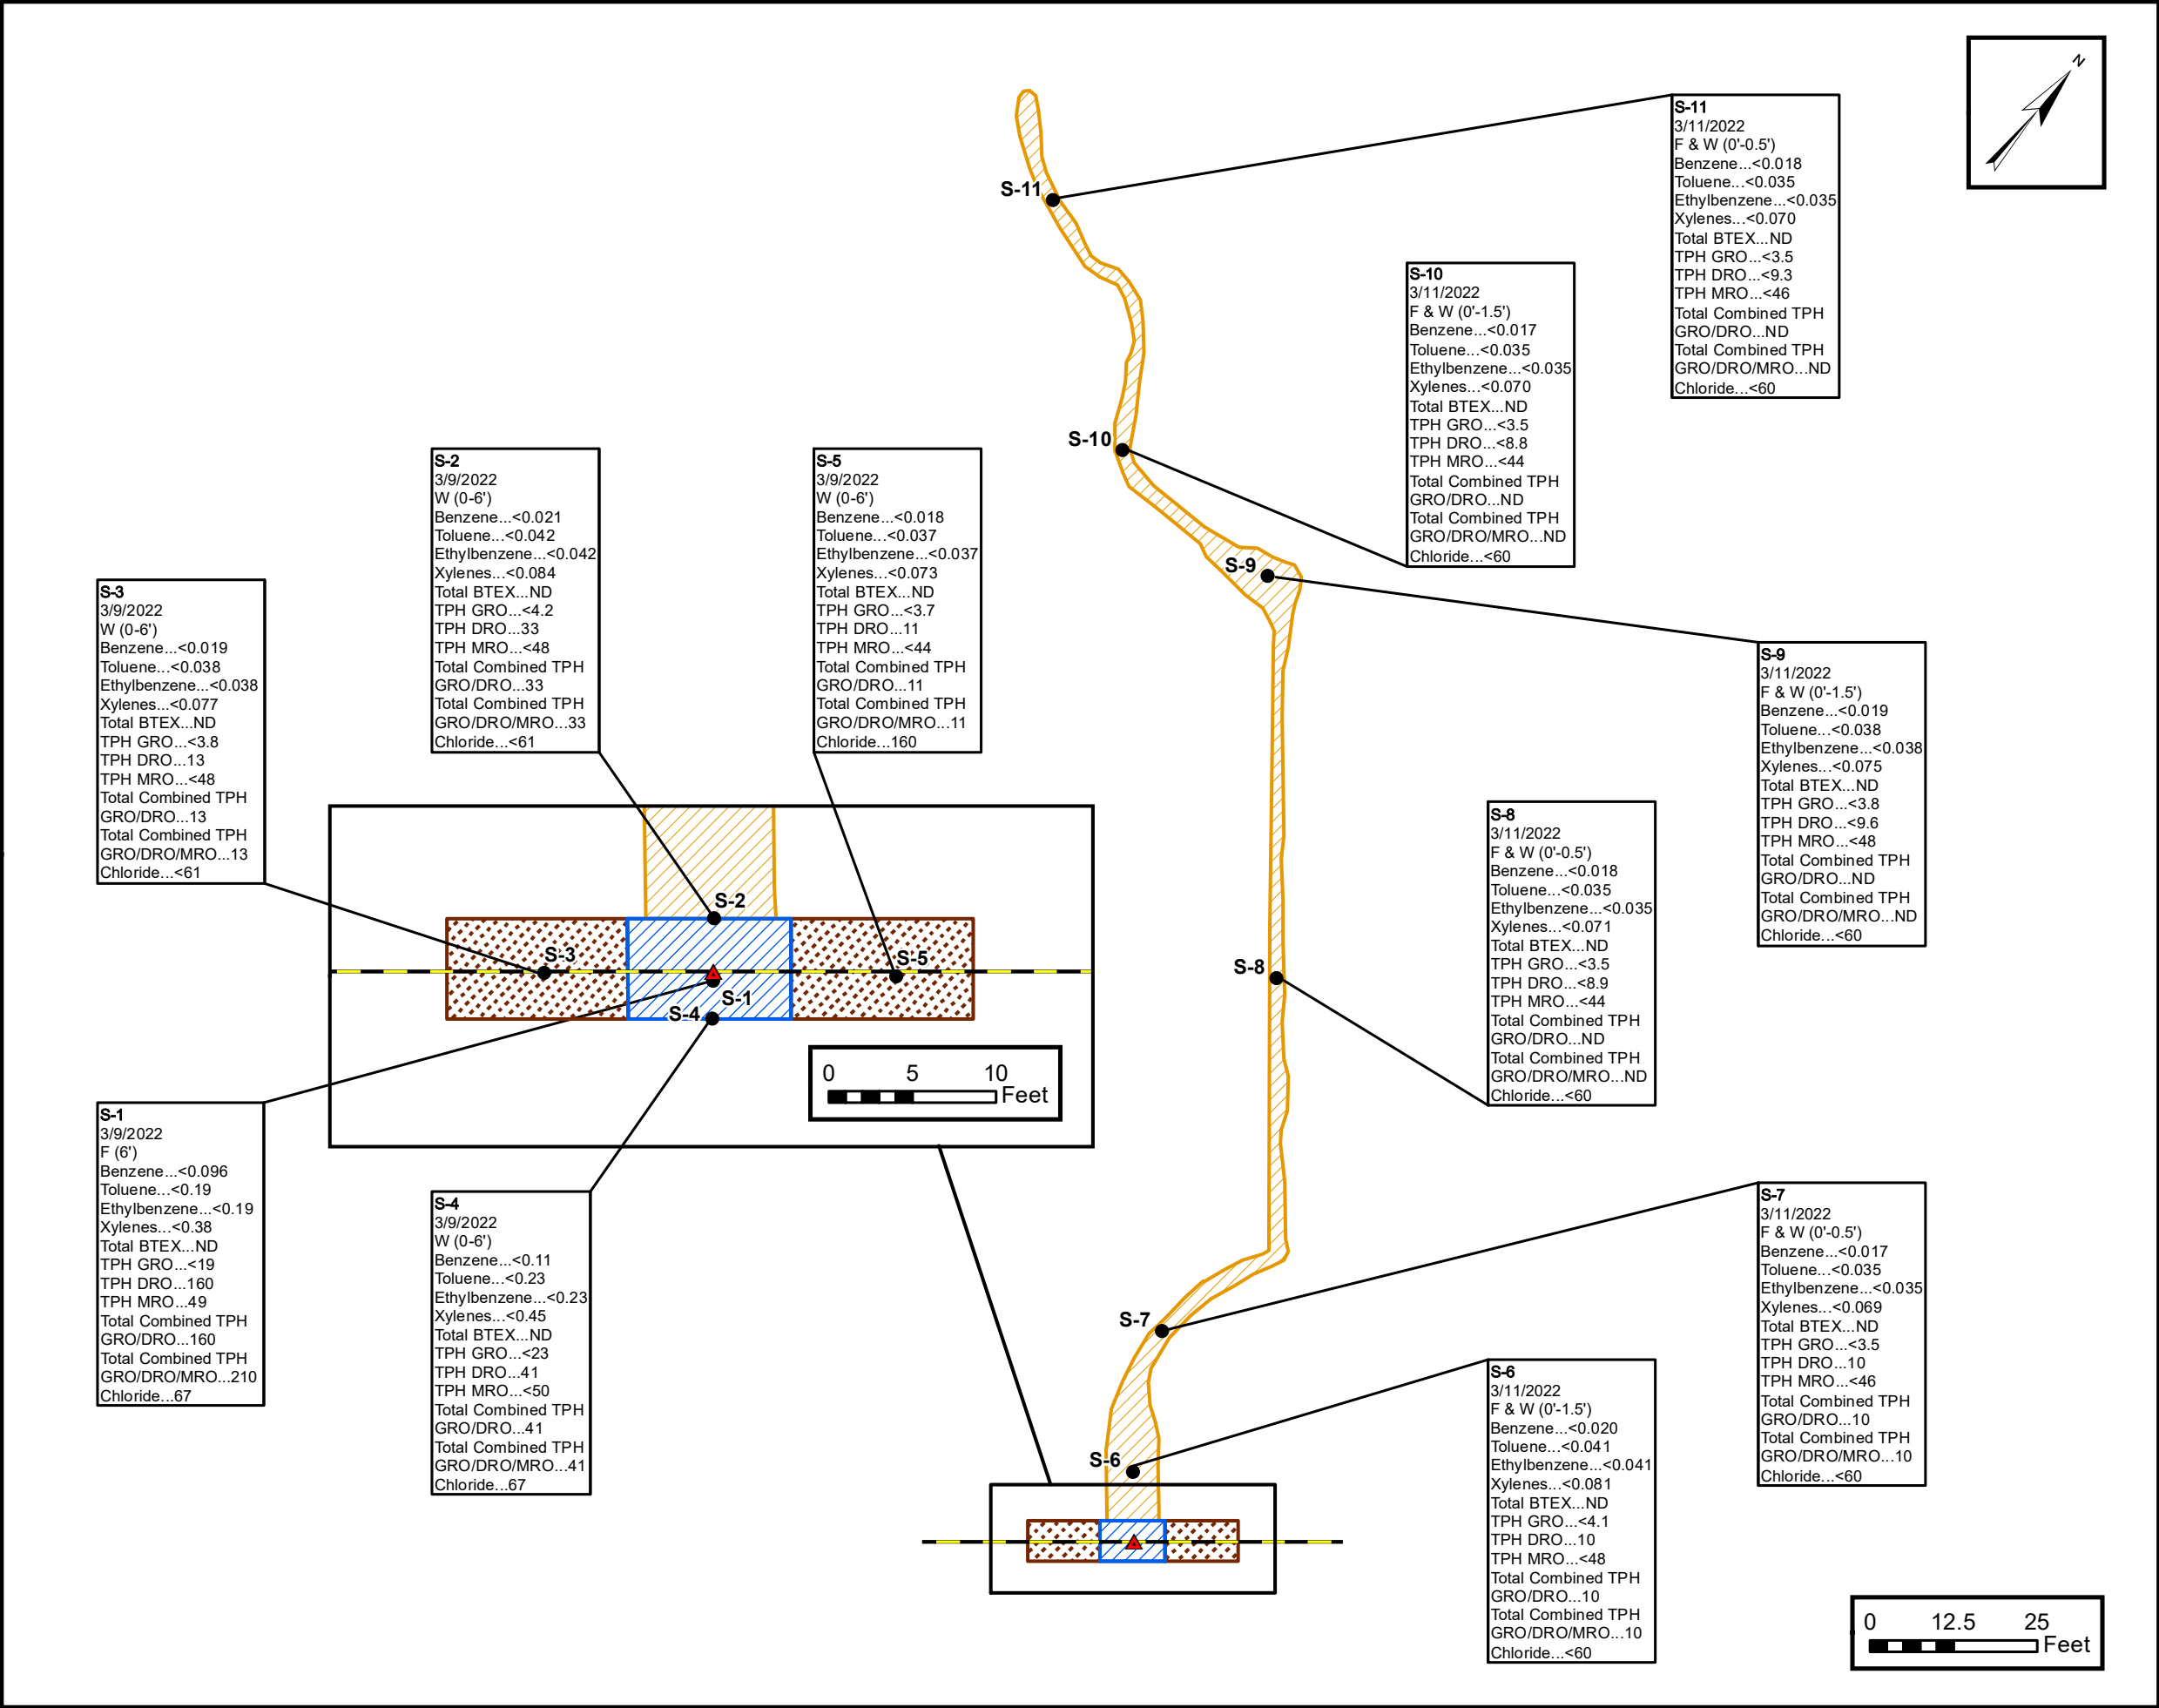 N
S-11
3/11/2022
F & W (0'-0.5')
Benzene...<0.018
Toluene...<0.035
Ethylbenzene...<0.035
Xylenes...<0.070
Total BTEX...ND
TPH GRO...<3.5
TPH DRO...<9.3
TPH MRO...<46
Total Combined TPH
GRO/DRO...ND
Total Combined TPH
GRO/DRO/MRO...ND
Chloride...<60
S-11
S-10
3/11/2022
F & W (0'-1.5')
Benzene...<0.017
Toluene...<0.035
Ethylbenzene...<0.035
Xylenes...<0.070
Total BTEX...ND
TPH GRO...<3.5
TPH DRO...<8.8
TPH MRO...<44
Total Combined TPH
GRO/DRO...ND
Total Combined TPH
GRO/DRO/MRO...ND
Chloride...<60
S-10
S-2
3/9/2022
W (0-6')
Benzene...<0.021
Toluene...<0.042
Ethylbenzene...<0.042
Xylenes...<0.084
Total BTEX...ND
TPH GRO...<4.2
TPH DRO...33
TPH MRO...<48
Total Combined TPH
GRO/DRO...33
Total Combined TPH
GRO/DRO/MRO...33
Chloride...<61
S-5
3/9/2022
W (0-6')
Benzene...<0.018
Toluene...<0.037
Ethylbenzene...<0.037
Xylenes...<0.073
Total BTEX...ND
TPH GRO...<3.7
TPH DRO...11
TPH MRO...<44
Total Combined TPH
GRO/DRO...11
Total Combined TPH
GRO/DRO/MRO...11
Chloride...160
S-9
S-3
3/9/2022
W (0-6')
Benzene...<0.019
Toluene...<0.038
Ethylbenzene...<0.038
Xylenes...<0.077
Total BTEX...ND
TPH GRO...<3.8
TPH DRO...13
TPH MRO...<48
Total Combined TPH
GRO/DRO...13
Total Combined TPH
GRO/DRO/MRO...13
Chloride...<61
S-9
3/11/2022
F & W (0'-1.5')
Benzene...<0.019
Toluene...<0.038
Ethylbenzene...<0.038
Xylenes...<0.075
Total BTEX...ND
TPH GRO...<3.8
TPH DRO...<9.6
TPH MRO...<48
Total Combined TPH
GRO/DRO...ND
Total Combined TPH
GRO/DRO/MRO...ND
Chloride...<60
S-8
3/11/2022
F & W (0'-0.5')
Benzene...<0.018
Toluene...<0.035
Ethylbenzene...<0.035
Xylenes...<0.071
Total BTEX...ND
TPH GRO...<3.5
TPH DRO...<8.9
TPH MRO...<44
Total Combined TPH
GRO/DRO...ND
Total Combined TPH
GRO/DRO/MRO...ND
Chloride...<60
S-2
S-3
S-5
S-8
S-1
S-4
0 5 10
Feet
S-1
3/9/2022
F (6')
Benzene...<0.096
Toluene...<0.19
Ethylbenzene...<0.19
Xylenes...<0.38
Total BTEX...ND
TPH GRO...<19
TPH DRO...160
TPH MRO...49
Total Combined TPH
GRO/DRO...160
Total Combined TPH
GRO/DRO/MRO...210
Chloride...67
S-4
3/9/2022
W (0-6')
Benzene...<0.11
Toluene...<0.23
Ethylbenzene...<0.23
Xylenes...<0.45
Total BTEX...ND
TPH GRO...<23
TPH DRO...41
TPH MRO...<50
Total Combined TPH
GRO/DRO...41
Total Combined TPH
GRO/DRO/MRO...41
Chloride...67
S-7
3/11/2022
F & W (0'-0.5')
Benzene...<0.017
Toluene...<0.035
Ethylbenzene...<0.035
Xylenes...<0.069
Total BTEX...ND
TPH GRO...<3.5
TPH DRO...10
TPH MRO...<46
Total Combined TPH
GRO/DRO...10
Total Combined TPH
GRO/DRO/MRO...10
Chloride...<60
S-7
S-6
3/11/2022
F & W (0'-1.5')
Benzene...<0.020
Toluene...<0.041
Ethylbenzene...<0.041
Xylenes...<0.081
Total BTEX...ND
TPH GRO...<4.1
TPH DRO...10
TPH MRO...<48
Total Combined TPH
GRO/DRO...10
Total Combined TPH
GRO/DRO/MRO...10
Chloride...<60
S-6
0 12.5 25
Feet